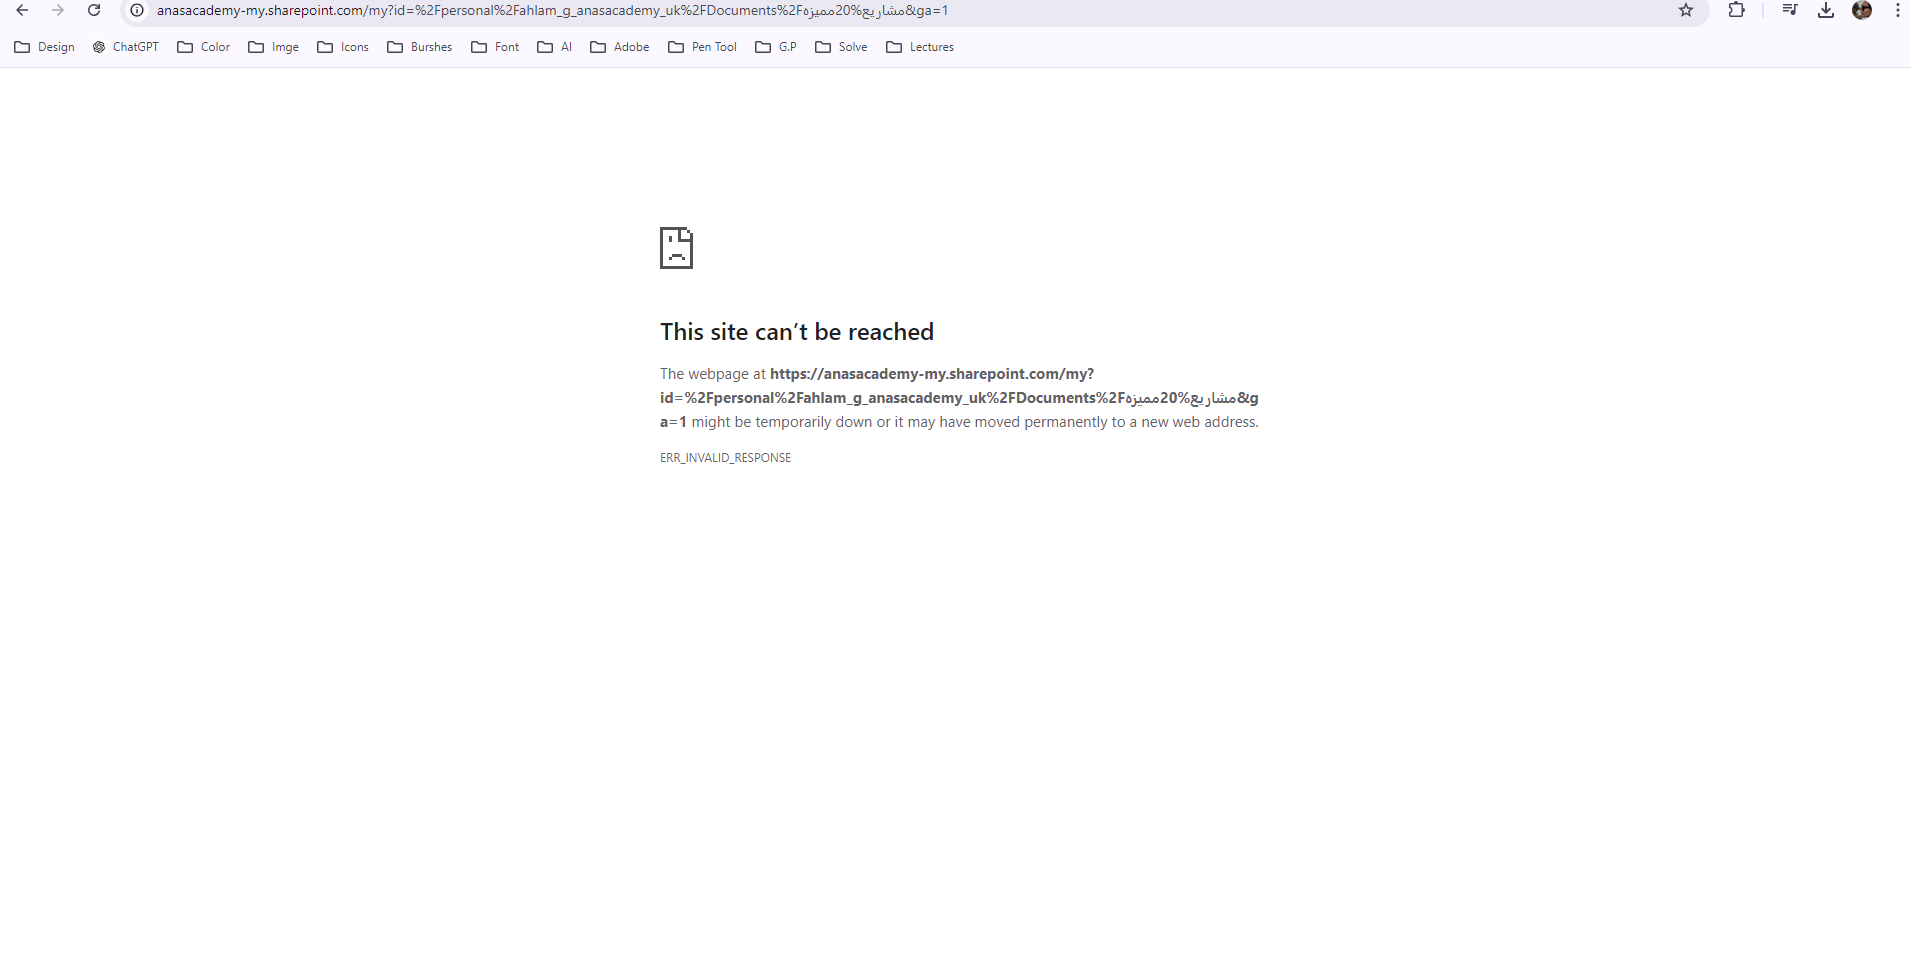 anasacademy-my.sharepoint.com/my?id=%2Fpersonal%2Fahlam_g_anasacademy_uk%2FDocuments%2Fمشاريع%20مميزه&ga=1
Design ChatGPT Color Imge Icons Burshes Font AI Adobe Pen Tool G.P Solve Lectures
This site can’t be reached
The webpage at https://anasacademy-my.sharepoint.com/my?
id=%2Fpersonal%2Fahlam_g_anasacademy_uk%2FDocuments%2Fمشاريع%20مميزه&g
a=1 might be temporarily down or it may have moved permanently to a new web address.
ERR_INVALID_RESPONSE